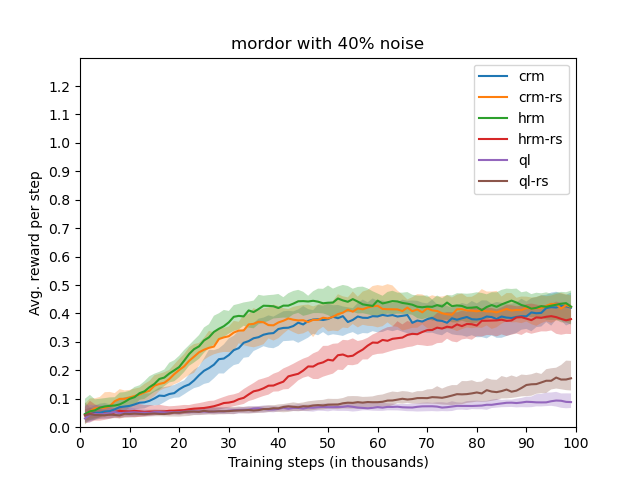 mordor with 40% noise
Avg. reward per step
1.2
1.1
1.0
0.9
0.8
0.7
0.6
0.5
0.4
0.3
0.2
0.1
0.0
crm
crm-rs
hrm
hrm-rs
ql
ql-rs
0 10 20 30 40 50 60 70 80 90 100
Training steps (in thousands)